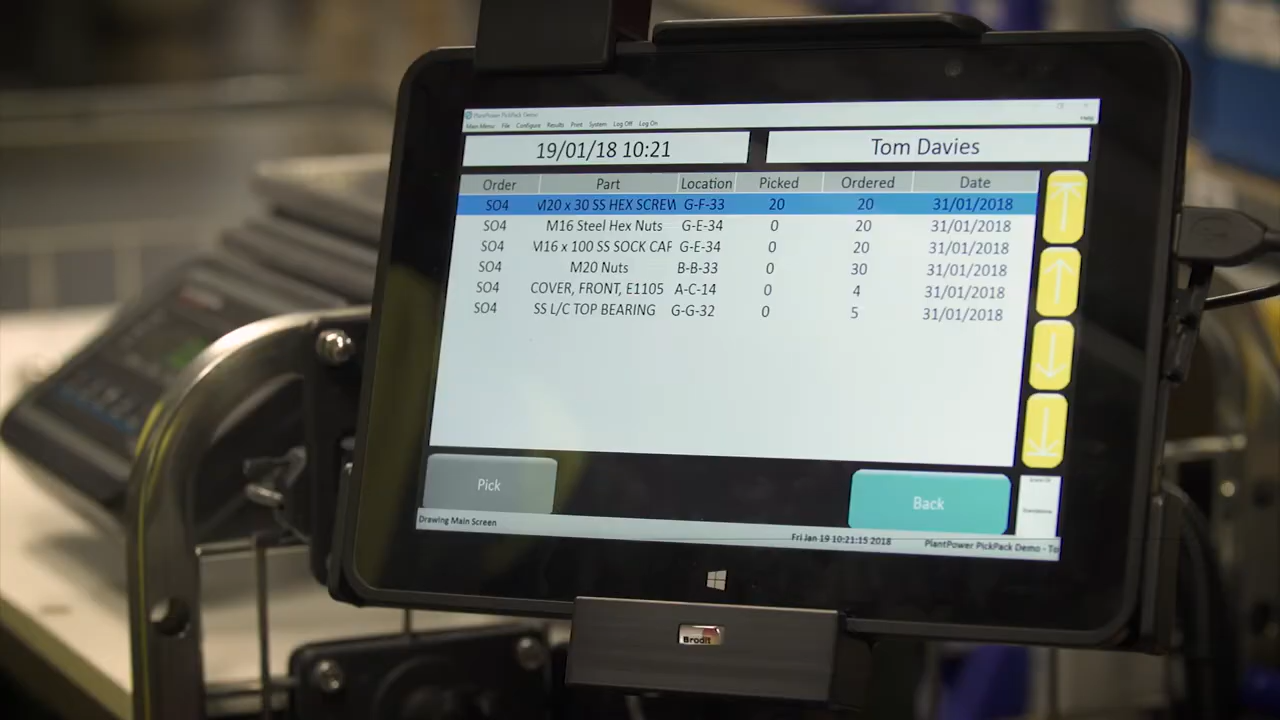 PlantPower PickPack Demo
Main Menu File Configure Results Print System Log Off Log On Help
19/01/18 10:21 Tom Davies
Order Part Location Picked Ordered Date
SO4 M20 x 30 SS HEX SCREW G-F-33 20 20 31/01/2018
SO4 M16 Steel Hex Nuts G-E-34 0 20 31/01/2018
SO4 M16 x 100 SS SOCK CAP G-E-34 0 20 31/01/2018
SO4 M20 Nuts B-B-33 0 30 31/01/2018
SO4 COVER, FRONT, E1105 A-C-14 0 4 31/01/2018
SO4 SS L/C TOP BEARING G-G-32 0 5 31/01/2018
Pick Back
Standalone
Drawing Main Screen Fri Jan 19 10:21:15 2018 PlantPower PickPack Demo - To
Brodit